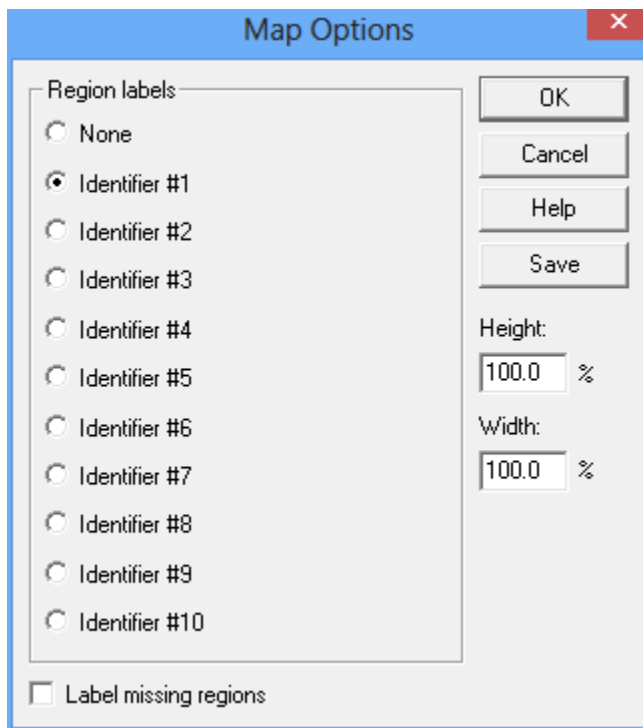 Map Options
Region labels
None
Identifier #1
Identifier #2
Identifier #3
Identifier #4
Identifier #5
Identifier #6
Identifier #7
Identifier #8
Identifier #9
Identifier #10
Label missing regions
OK
Cancel
Help
Save
Height:
100.0 %
Width:
100.0 %